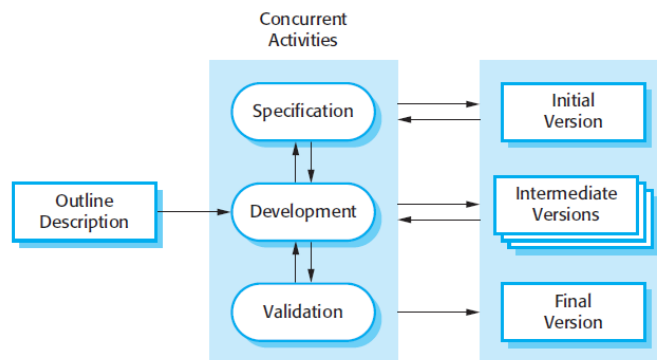 Concurrent
Activities
Specification
Initial
Version
Outline
Description
Development
Intermediate
Versions
Validation
Final
Version